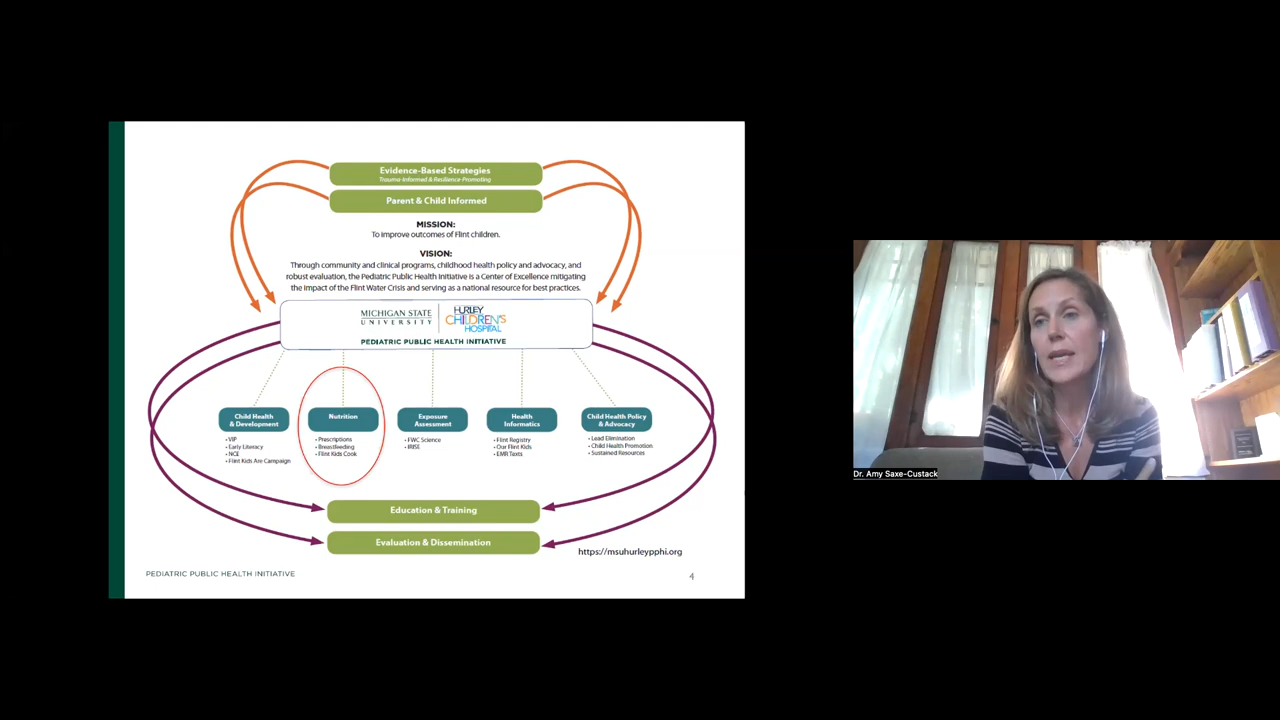 Evidence-Based Strategies
Trauma-Informed & Resilience-Promoting
Parent & Child Informed
MISSION:
To improve outcomes of Flint children.
VISION:
Through community and clinical programs, childhood health policy and advocacy, and
robust evaluation, the Pediatric Public Health Initiative is a Center of Excellence mitigating
the impact of the Flint Water Crisis and serving as a national resource for best practices.
MICHIGAN STATE
UNIVERSITY
HURLEY
CHILDREN'S
HOSPITAL
PEDIATRIC PUBLIC HEALTH INITIATIVE
Child Health
& Development
• VIP
• Early Literacy
• NCE
• Flint Kids Are Campaign
Nutrition
• Prescriptions
• Breastfeeding
• Flint Kids Cook
Exposure
Assessment
• FWC Science
• IRISE
Health
Informatics
• Flint Registry
• Our Flint Kids
• EMR Texts
Child Health Policy
& Advocacy
• Lead Elimination
• Child Health Promotion
• Sustained Resources
Education & Training
Evaluation & Dissemination
https://msuhurleypphi.org
PEDIATRIC PUBLIC HEALTH INITIATIVE
4
Dr. Amy Saxe-Custack